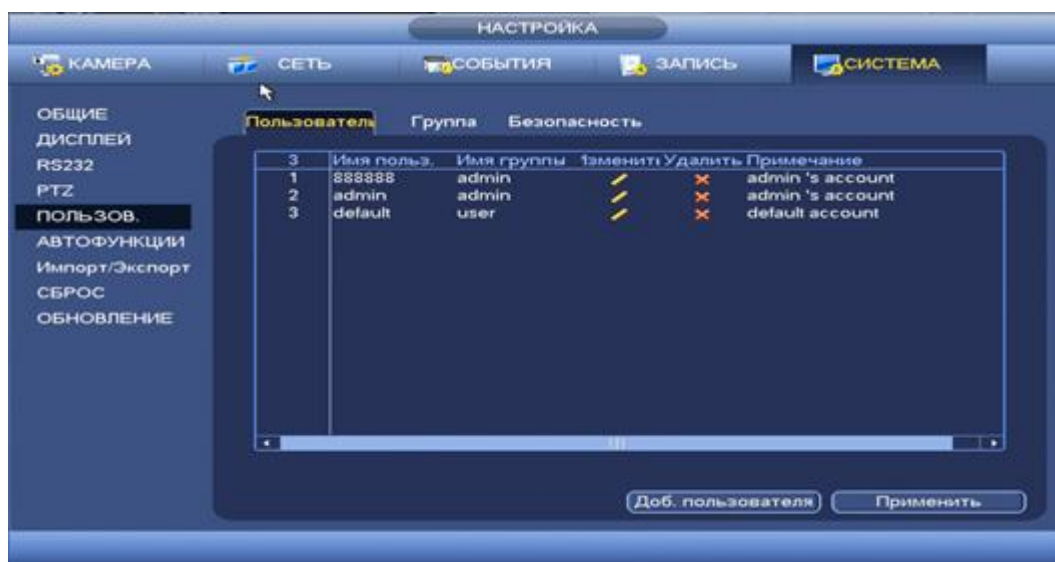 НАСТРОЙКА
КАМЕРА СЕТЬ СОБЫТИЯ ЗАПИСЬ СИСТЕМА
ОБЩИЕ
ДИСПЛЕЙ
RS232
PTZ
ПОЛЬЗОВ.
АВТОФУНКЦИИ
Импорт/Экспорт
СБРОС
ОБНОВЛЕНИЕ
Пользователь Группа Безопасность
3 Имя польз. Имя группы Изменить Удалить Примечание
1 888888 admin admin 's account
2 admin admin admin 's account
3 default user default account
Доб. пользователя Применить